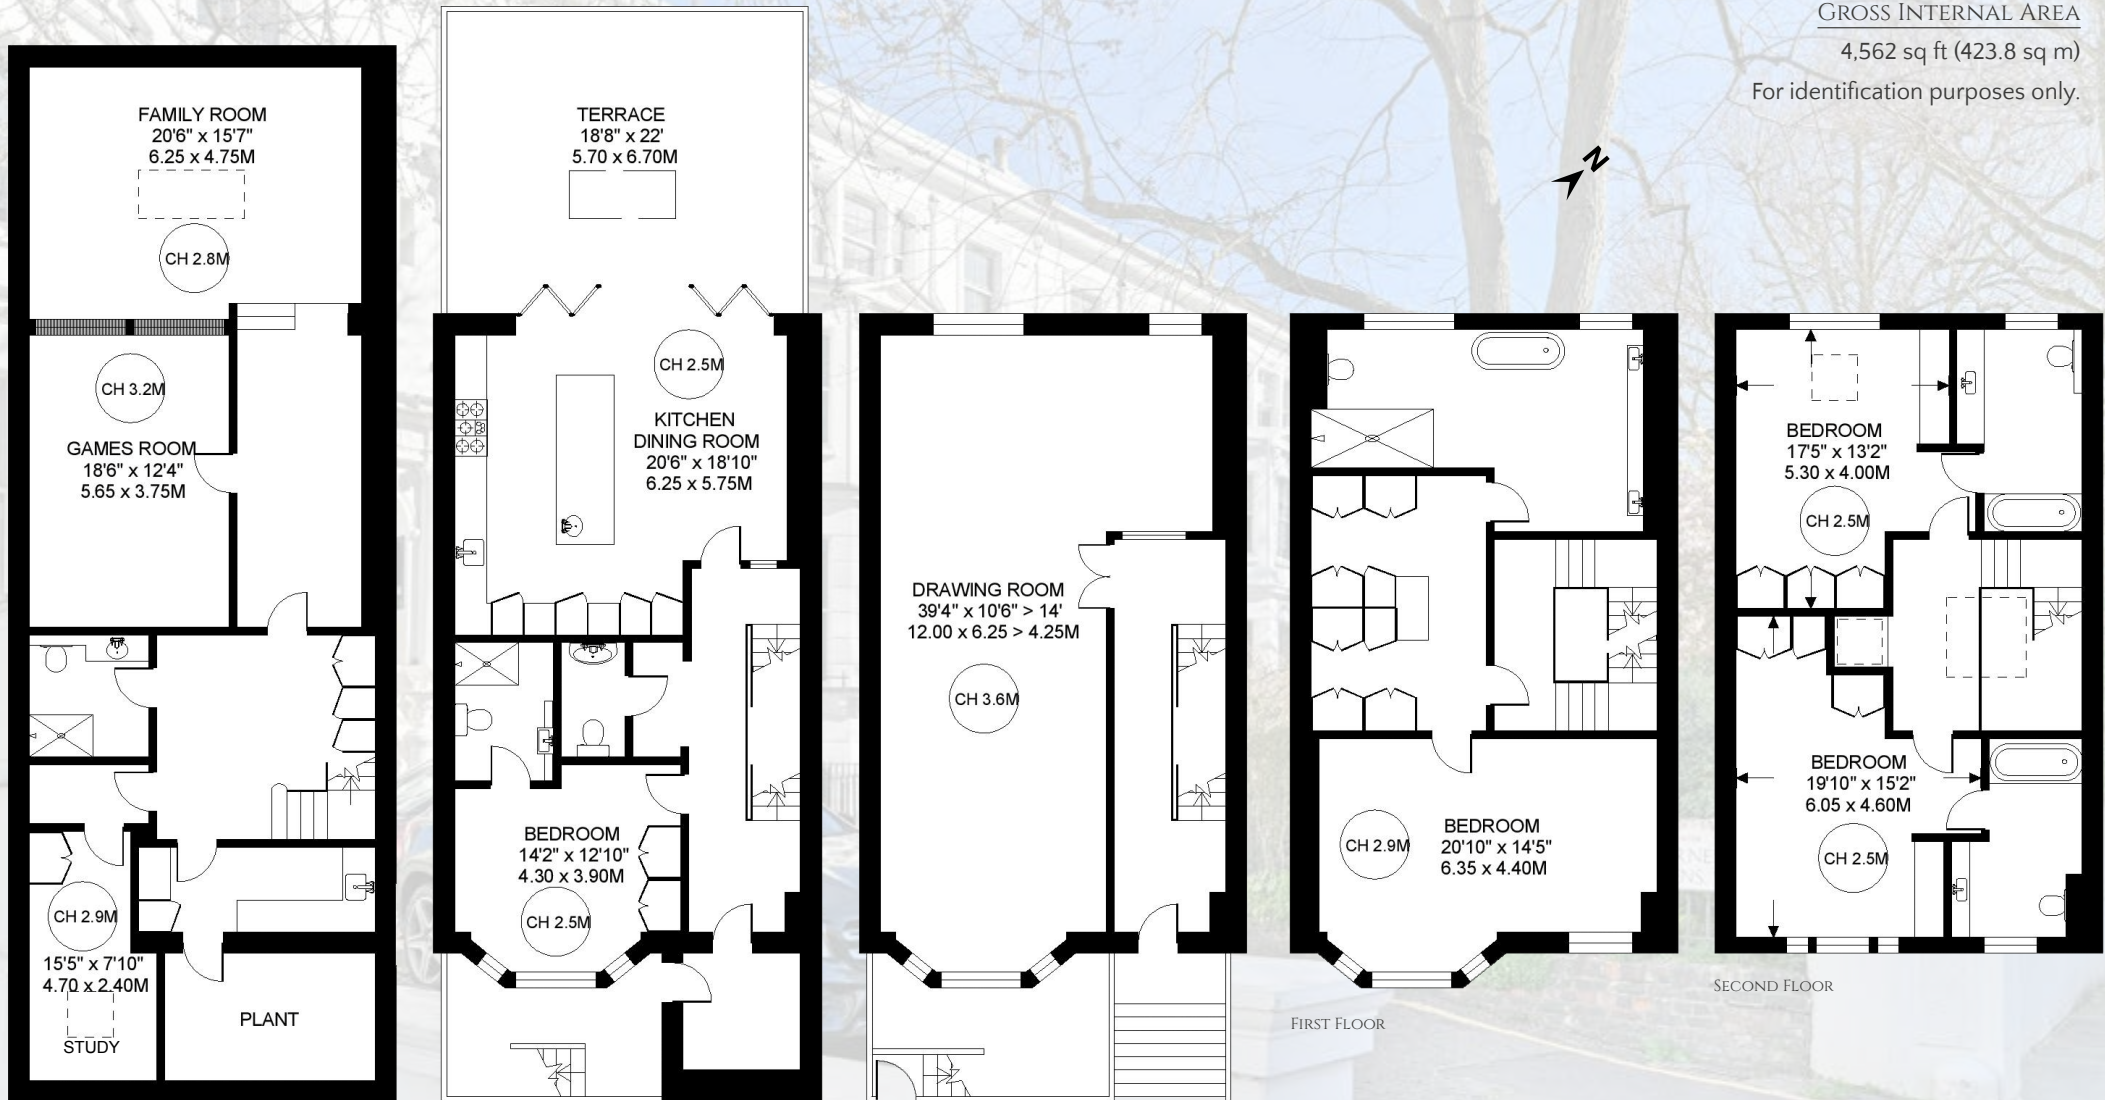 GROSS INTERNAL AREA
4,562 sq ft (423.8 sq m)
For identification purposes only.
N
FAMILY ROOM
20'6" x 15'7"
6.25 x 4.75M
CH 2.8M
CH 3.2M
GAMES ROOM
18'6" x 12'4"
5.65 x 3.75M
CH 2.9M
15'5" x 7'10"
4.70 x 2.40M
STUDY
PLANT
TERRACE
18'8" x 22'
5.70 x 6.70M
CH 2.5M
KITCHEN
DINING ROOM
20'6" x 18'10"
6.25 x 5.75M
BEDROOM
14'2" x 12'10"
4.30 x 3.90M
CH 2.5M
DRAWING ROOM
39'4" x 10'6" > 14'
12.00 x 6.25 > 4.25M
CH 3.6M
CH 2.9M
BEDROOM
20'10" x 14'5"
6.35 x 4.40M
FIRST FLOOR
BEDROOM
17'5" x 13'2"
5.30 x 4.00M
CH 2.5M
BEDROOM
19'10" x 15'2"
6.05 x 4.60M
CH 2.5M
SECOND FLOOR